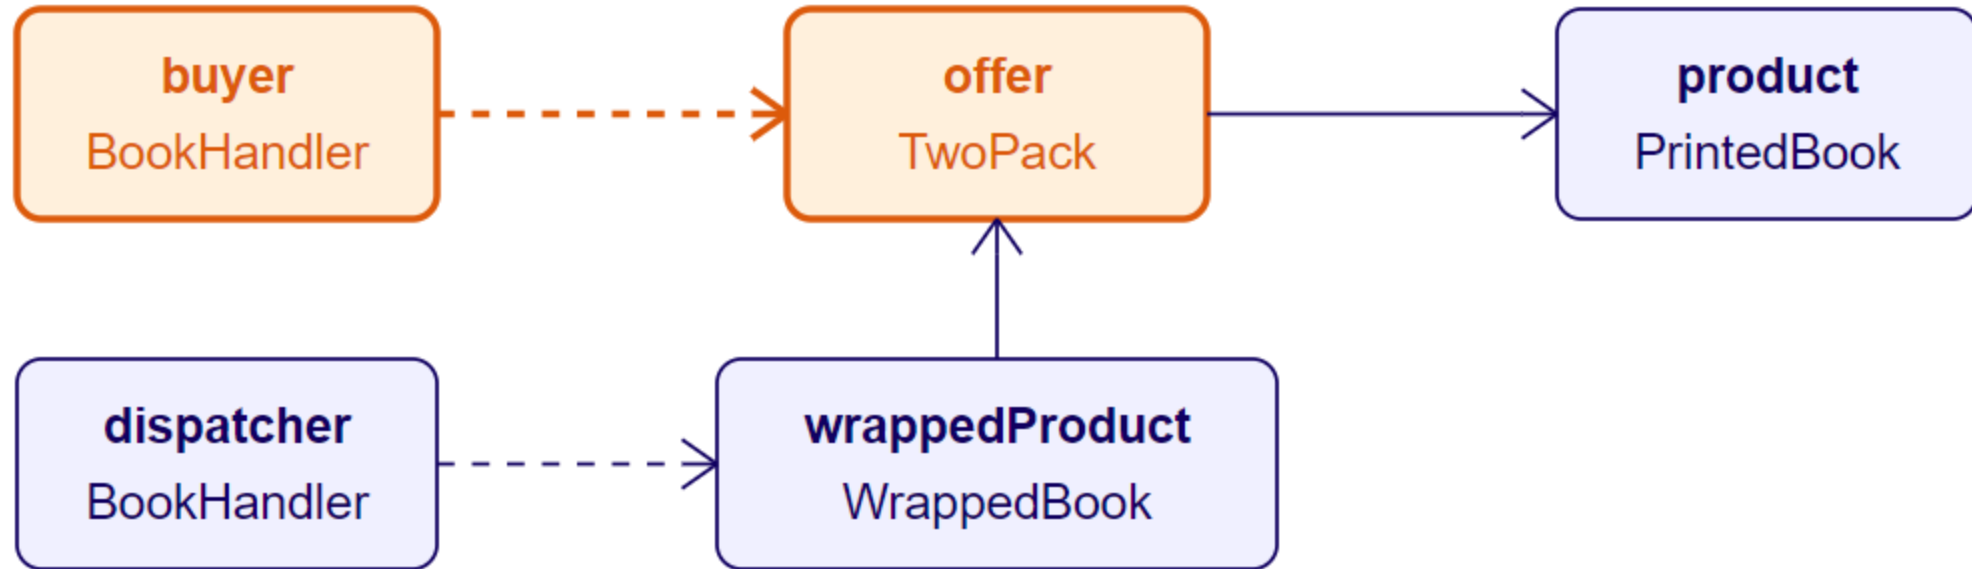 buyer
BookHandler
offer
TwoPack
product
PrintedBook
dispatcher
BookHandler
wrappedProduct
WrappedBook